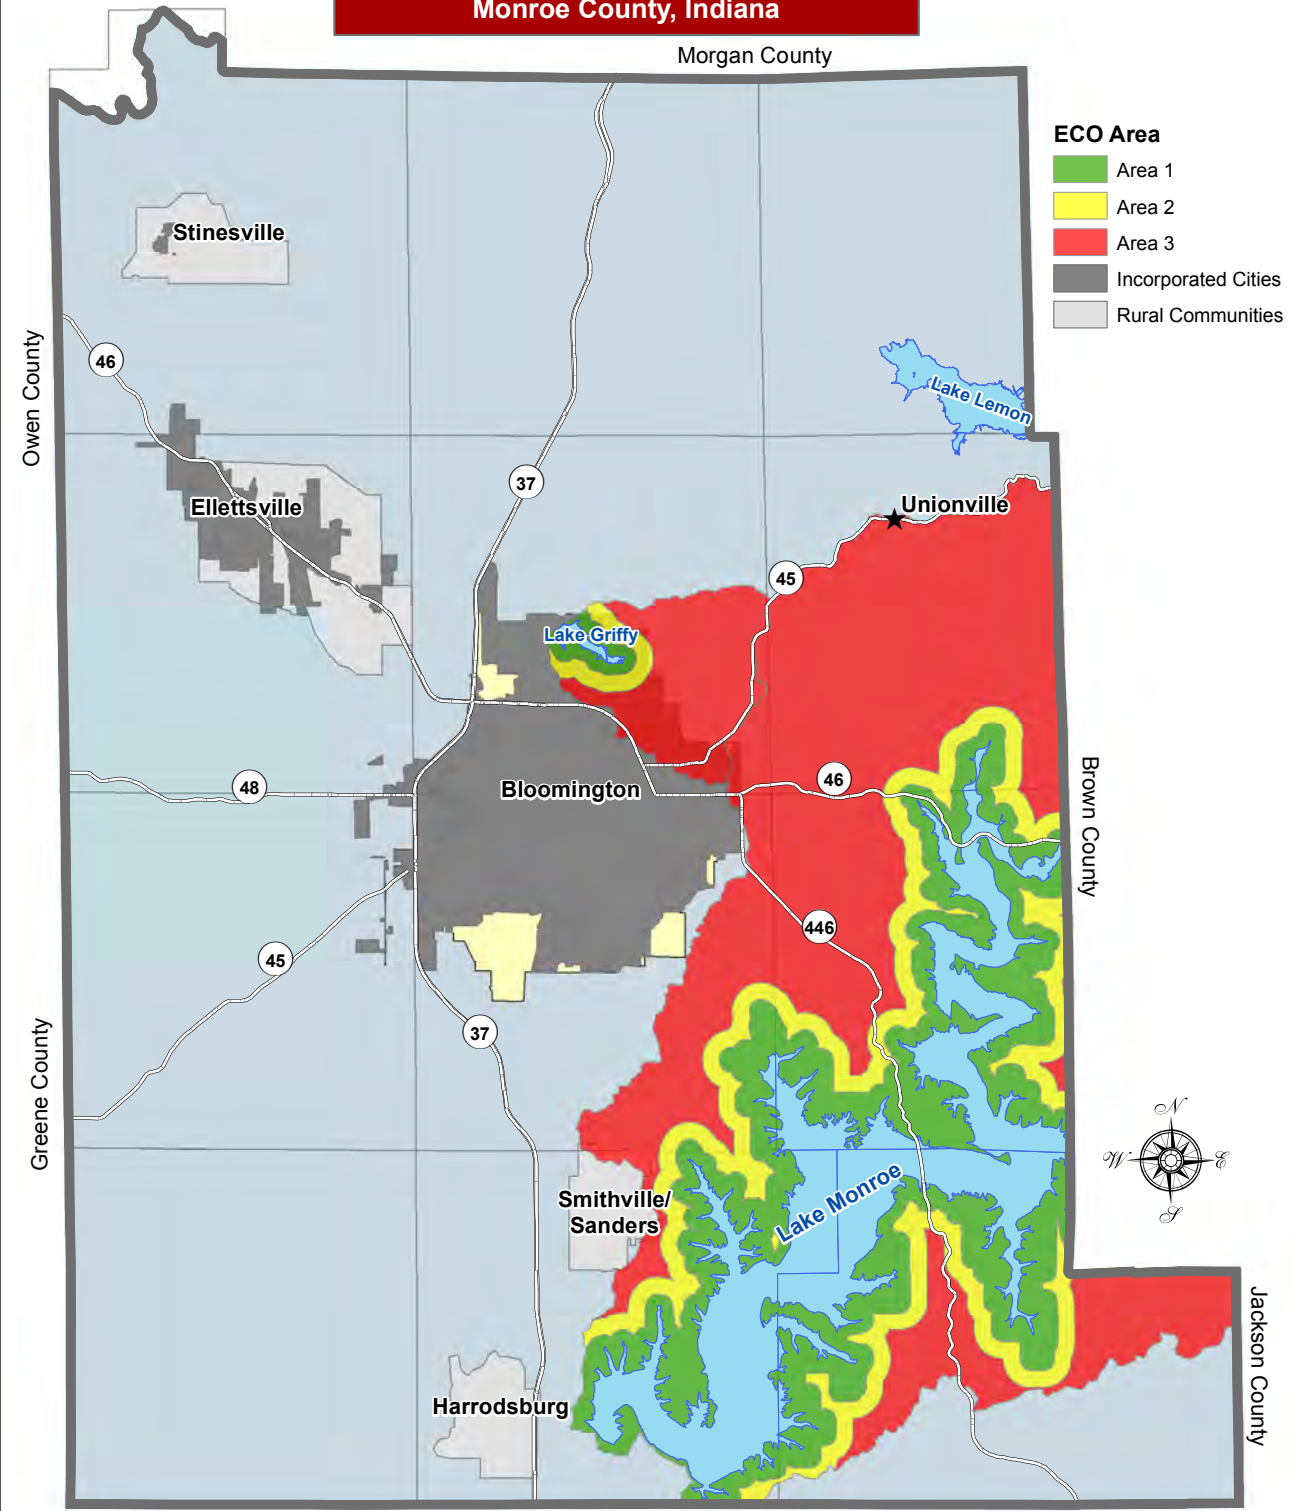 Monroe County, Indiana
Morgan County
ECO Area
Area 1
Area 2
Area 3
Incorporated Cities
Rural Communities
Stinesville
Owen County
46
Lake Lemon
37
Ellettsville
Unionville
45
Lake Griffy
48
Bloomington
46
Brown County
446
45
37
Greene County
N
W
E
S
Smithville/
Sanders
Lake Monroe
Jackson County
Harrodsburg